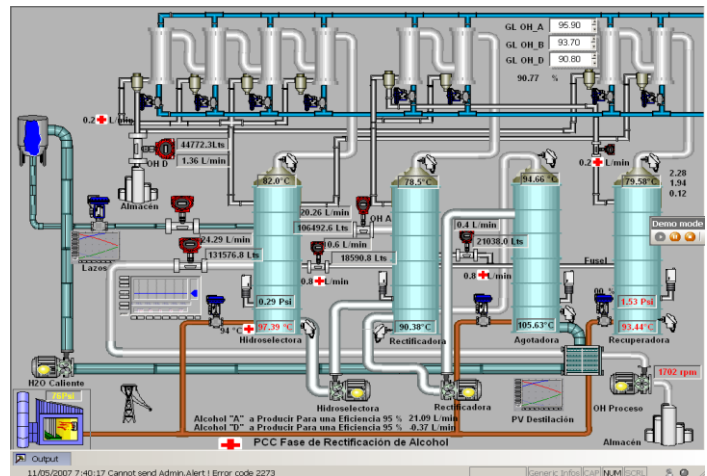 GL OH_A 95.90
GL OH_B 93.70
GL OH_D 90.80
90.77 %
0.2 L/min
44772.3Lts
OH D
1.36 L/min
0.2 L/min
Almacén
82.0°C
78.5°C
94.66 °C
79.58°C
2.28
1.94
0.12
Demo mode
20.26 L/min
OH A
106492.6 Lts
0.4 L/min
24.29 L/min
21038.0 Lts
131576.8 Lts
18590.8 Lts
Lazos
0.8 L/min
0.8 L/min
Fusel
0.29 Psi
1.53 Psi
94 °C
97.39 °C
90.38°C
105.63°C
93.44°C
Hidroselectora
Rectificadora
Agotadora
Recuperadora
H2O Caliente
1702 rpm
76Psi
Hidroselectora
Rectificadora
PV Destilación
OH Proceso
Alcohol "A" a Producir Para una Eficiencia 95 % 21.09 L/min
Alcohol "D" a Producir Para una Eficiencia 95 % -0.37 L/min
Almacén
PCC Fase de Rectificación de Alcohol
Output
11/05/2007 7:40:17 Cannot send Admin.Alert ! Error code 2273
Generic Infos CAP NUM SCRL